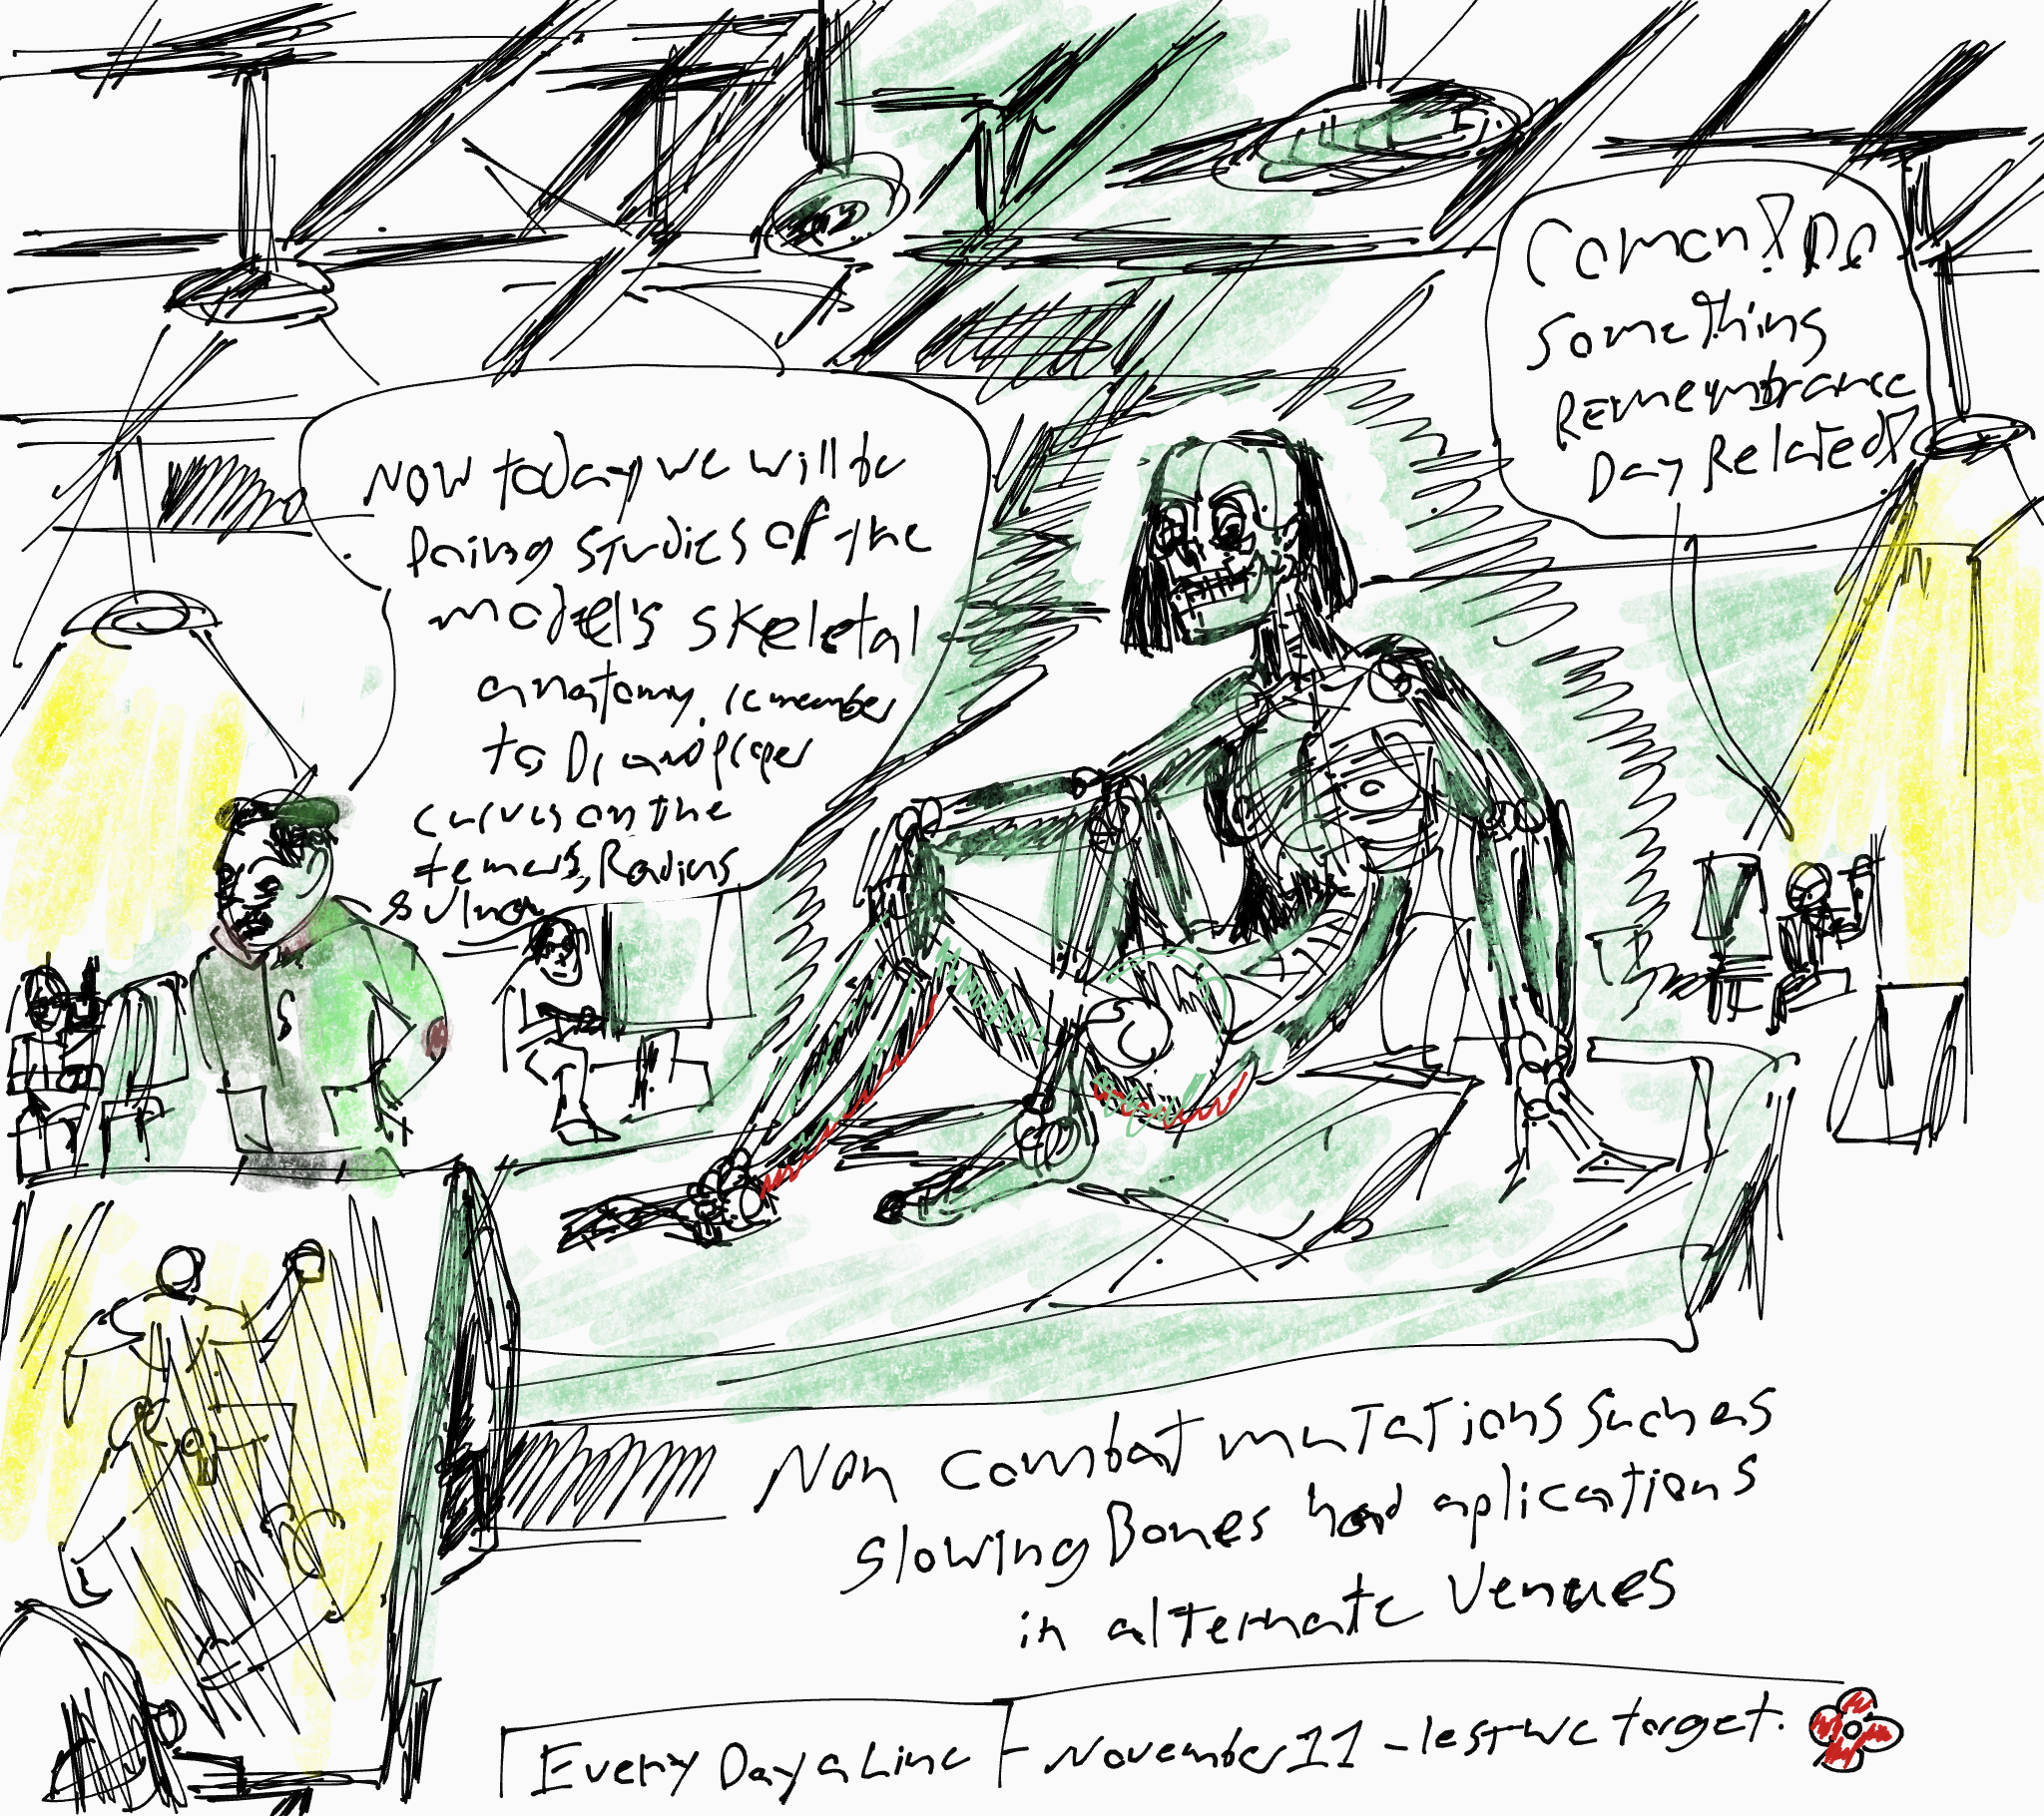 Now today we will be
Doing studies of the
model's skeletal
anatomy. remember
to Draw proper
curves on the
femurs, Radius
& ulna
Comon! Do
something
Remembrance
Day Related!
Non combat mutations such as
Glowing Bones had aplications
in alternate Venues
Every Day a Line - November 11 - lest we forget.